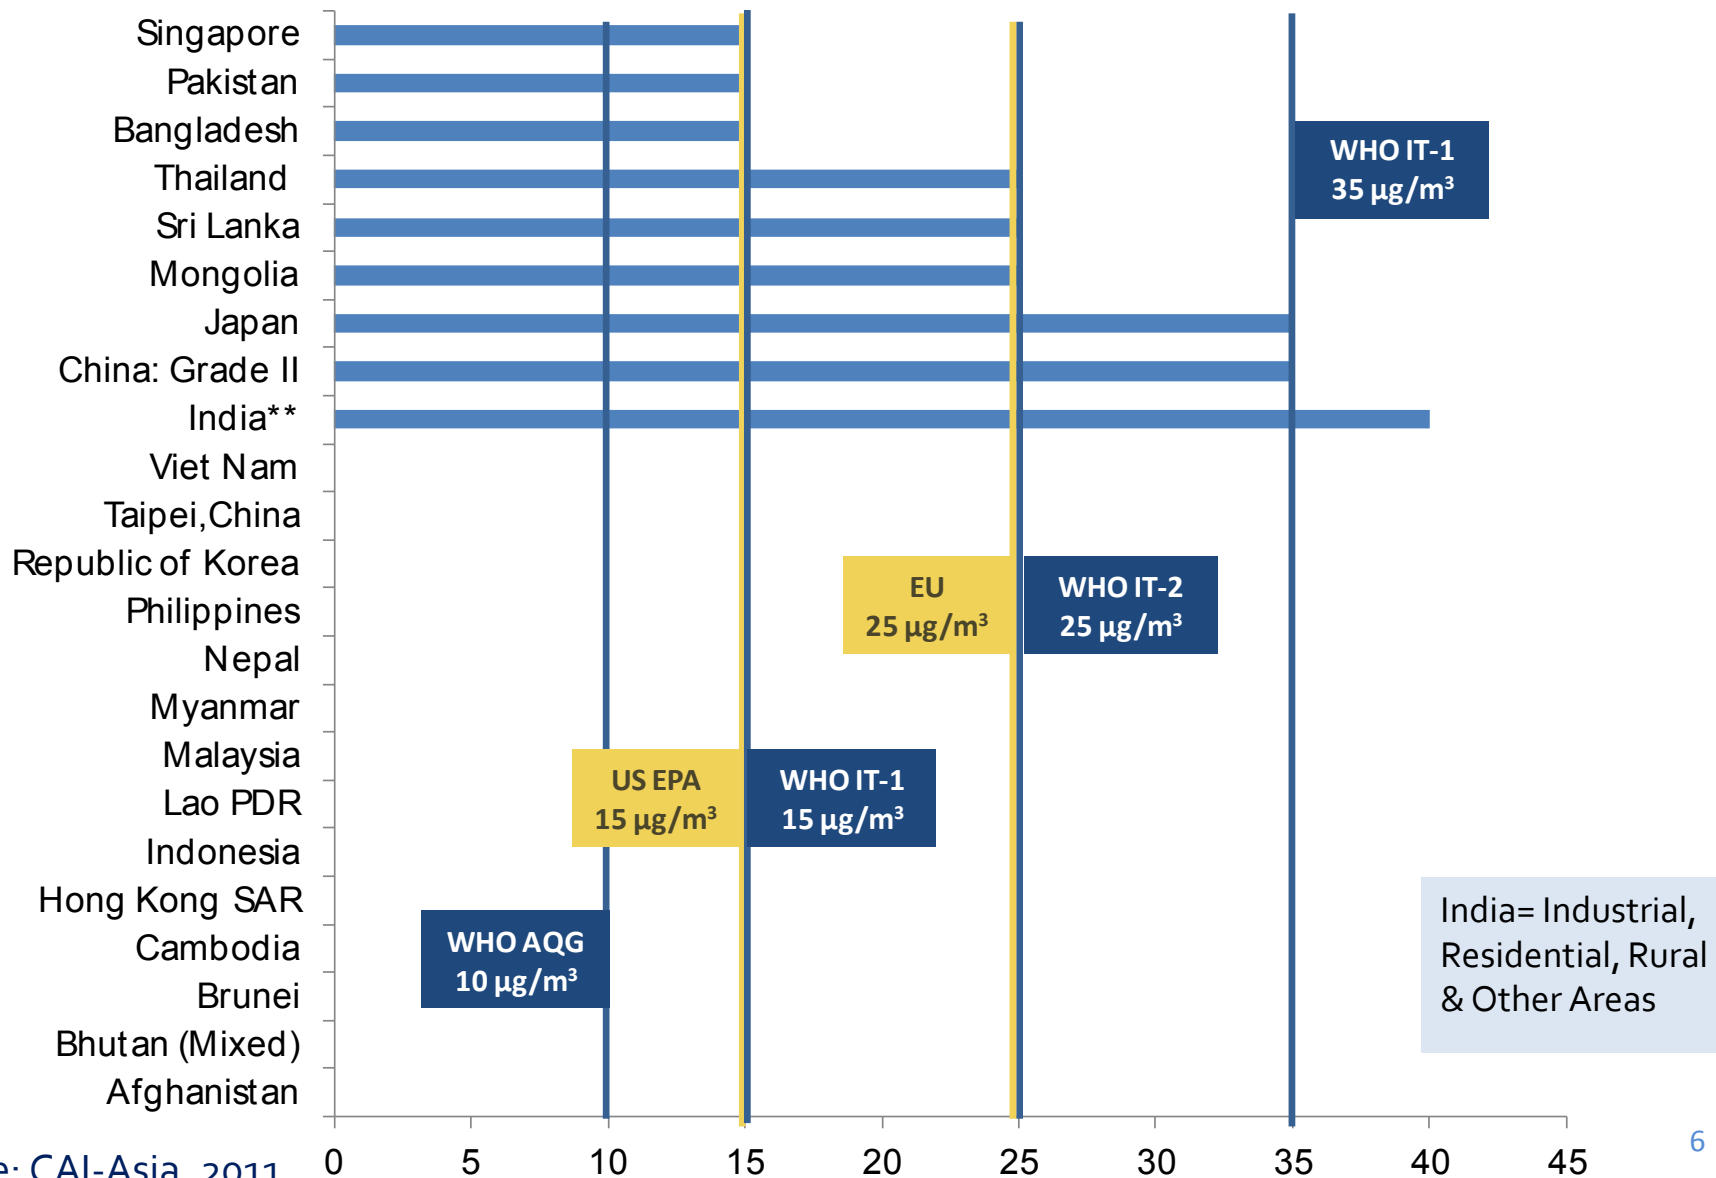 Singapore
Pakistan
Bangladesh
Thailand
Sri Lanka
Mongolia
Japan
China: Grade II
India**
Viet Nam
Taipei,China
Republic of Korea
Philippines
Nepal
Myanmar
Malaysia
Lao PDR
Indonesia
Hong Kong SAR
Cambodia
Brunei
Bhutan (Mixed)
Afghanistan
WHO IT-1
35 µg/m³
EU
25 µg/m³
WHO IT-2
25 µg/m³
US EPA
15 µg/m³
WHO IT-1
15 µg/m³
WHO AQG
10 µg/m³
India= Industrial,
Residential, Rural
& Other Areas
0 5 10 15 20 25 30 35 40 45
6
e: CAI-Asia, 2011